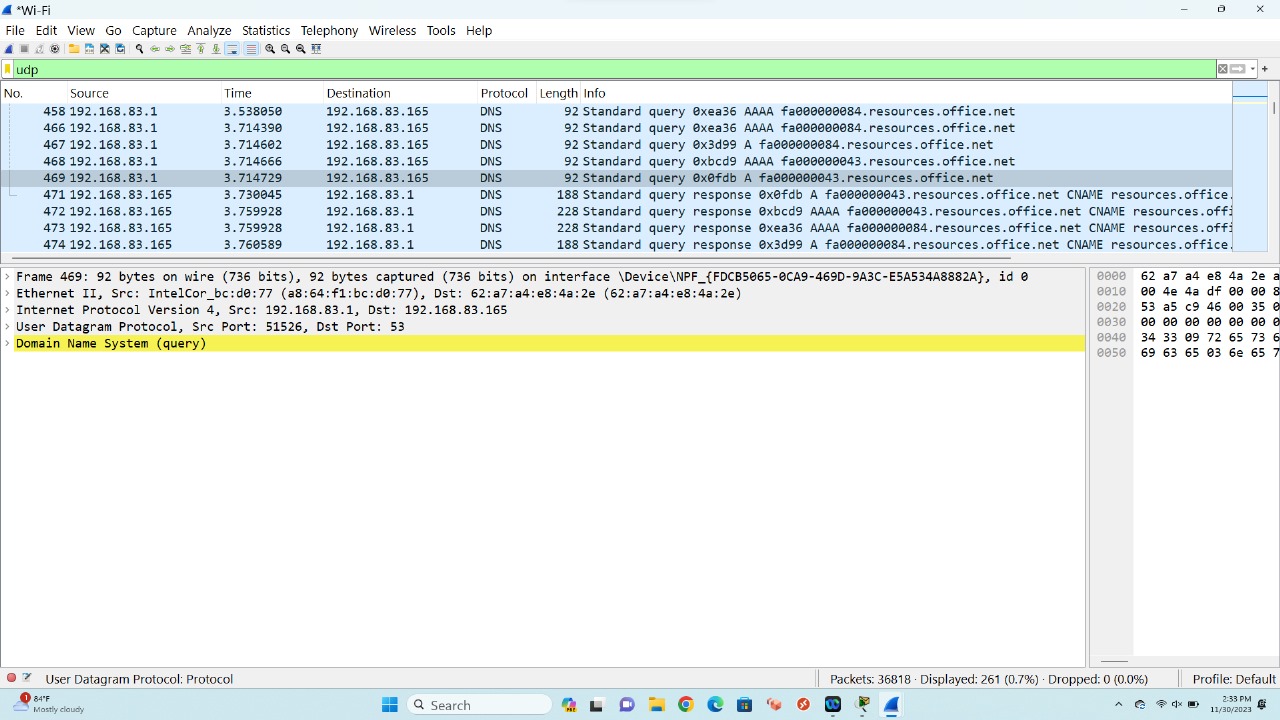 *Wi-Fi
File Edit View Go Capture Analyze Statistics Telephony Wireless Tools Help
udp
No. Source Time Destination Protocol Length Info
458 192.168.83.1 3.538050 192.168.83.165 DNS 92 Standard query 0xea36 AAAA fa000000084.resources.office.net
466 192.168.83.1 3.714390 192.168.83.165 DNS 92 Standard query 0xea36 AAAA fa000000084.resources.office.net
467 192.168.83.1 3.714602 192.168.83.165 DNS 92 Standard query 0x3d99 A fa000000084.resources.office.net
468 192.168.83.1 3.714666 192.168.83.165 DNS 92 Standard query 0xbcd9 AAAA fa000000043.resources.office.net
469 192.168.83.1 3.714729 192.168.83.165 DNS 92 Standard query 0x0fdb A fa000000043.resources.office.net
471 192.168.83.165 3.730045 192.168.83.1 DNS 188 Standard query response 0x0fdb A fa000000043.resources.office.net CNAME resources.office.
472 192.168.83.165 3.759928 192.168.83.1 DNS 228 Standard query response 0xbcd9 AAAA fa000000043.resources.office.net CNAME resources.offi
473 192.168.83.165 3.759928 192.168.83.1 DNS 228 Standard query response 0xea36 AAAA fa000000084.resources.office.net CNAME resources.offi
474 192.168.83.165 3.760589 192.168.83.1 DNS 188 Standard query response 0x3d99 A fa000000084.resources.office.net CNAME resources.office.
Frame 469: 92 bytes on wire (736 bits), 92 bytes captured (736 bits) on interface \Device\NPF_{FDCB5065-0CA9-469D-9A3C-E5A534A8882A}, id 0
Ethernet II, Src: IntelCor_bc:d0:77 (a8:64:f1:bc:d0:77), Dst: 62:a7:a4:e8:4a:2e (62:a7:a4:e8:4a:2e)
Internet Protocol Version 4, Src: 192.168.83.1, Dst: 192.168.83.165
User Datagram Protocol, Src Port: 51526, Dst Port: 53
Domain Name System (query)
0000 62 a7 a4 e8 4a 2e a
0010 00 4e 4a df 00 00 8
0020 53 a5 c9 46 00 35 0
0030 00 00 00 00 00 00 0
0040 34 33 09 72 65 73 6
0050 69 63 65 03 6e 65 7
User Datagram Protocol: Protocol
Packets: 36818 · Displayed: 261 (0.7%) · Dropped: 0 (0.0%)
Profile: Default
1
84°F
Mostly cloudy
Search
2:33 PM
11/30/2023